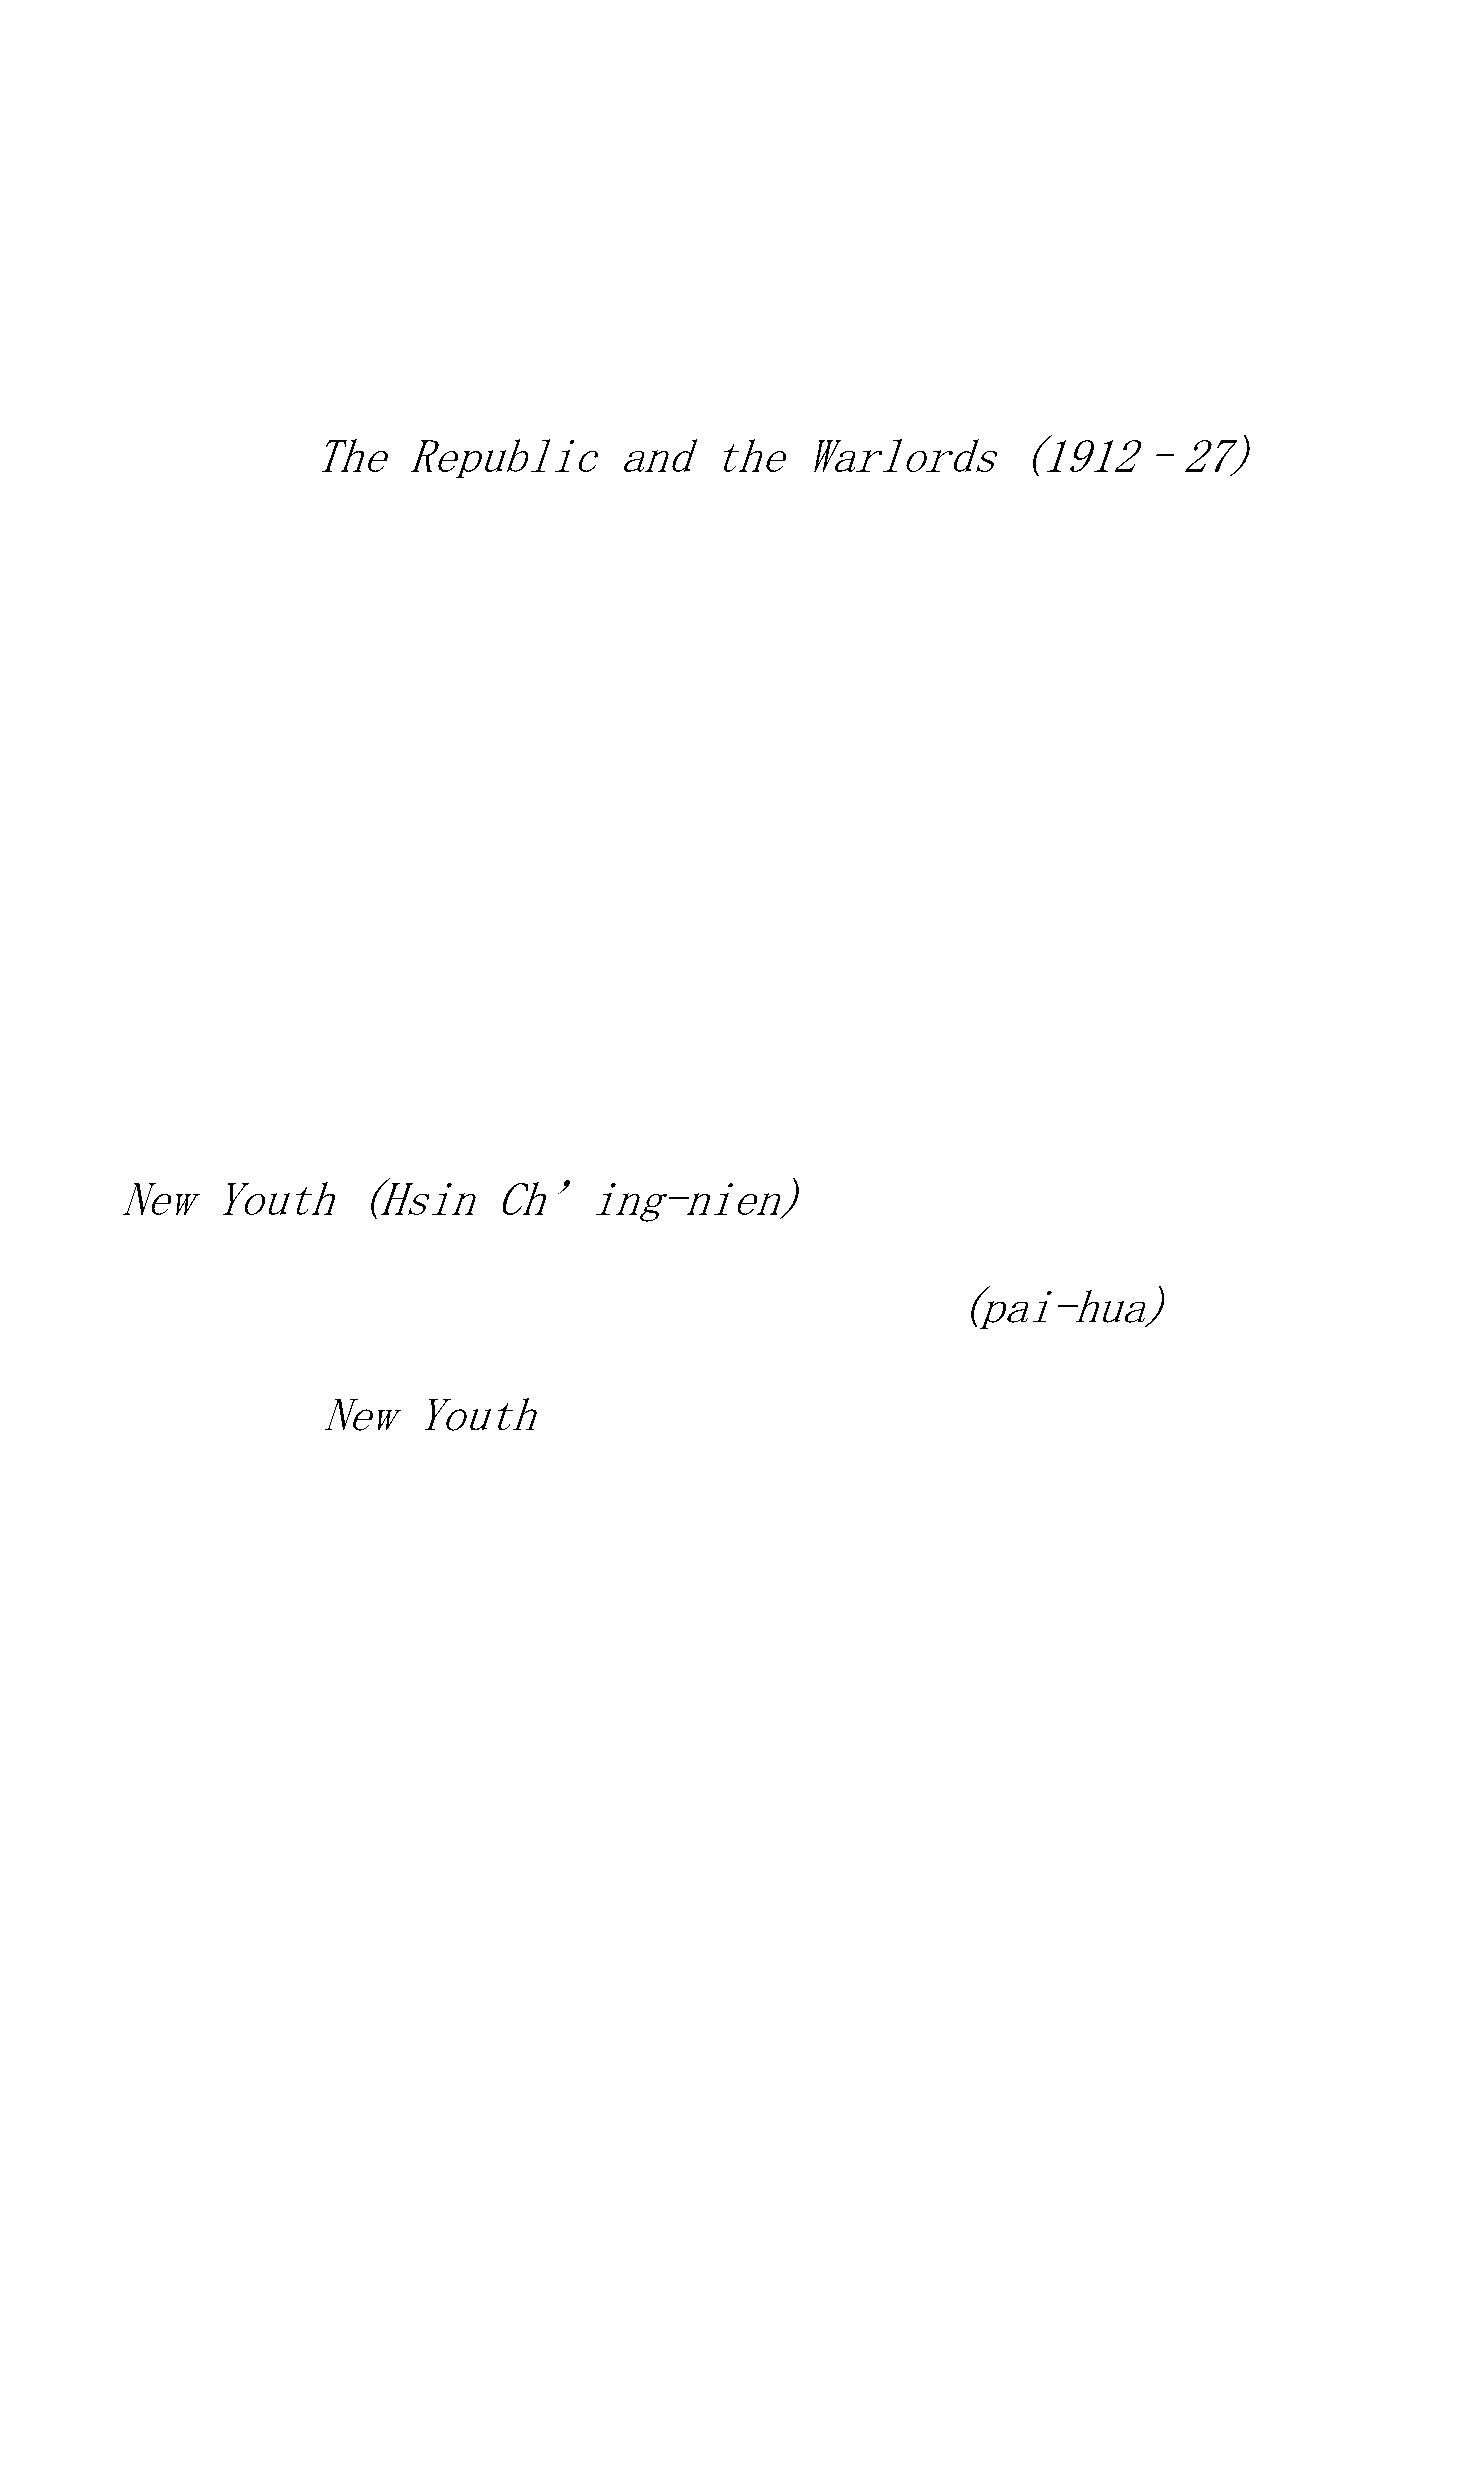 The Republic and the Warlords (1912–27)
New Youth (Hsin Ch’ing-nien)
(pai-hua)
New Youth